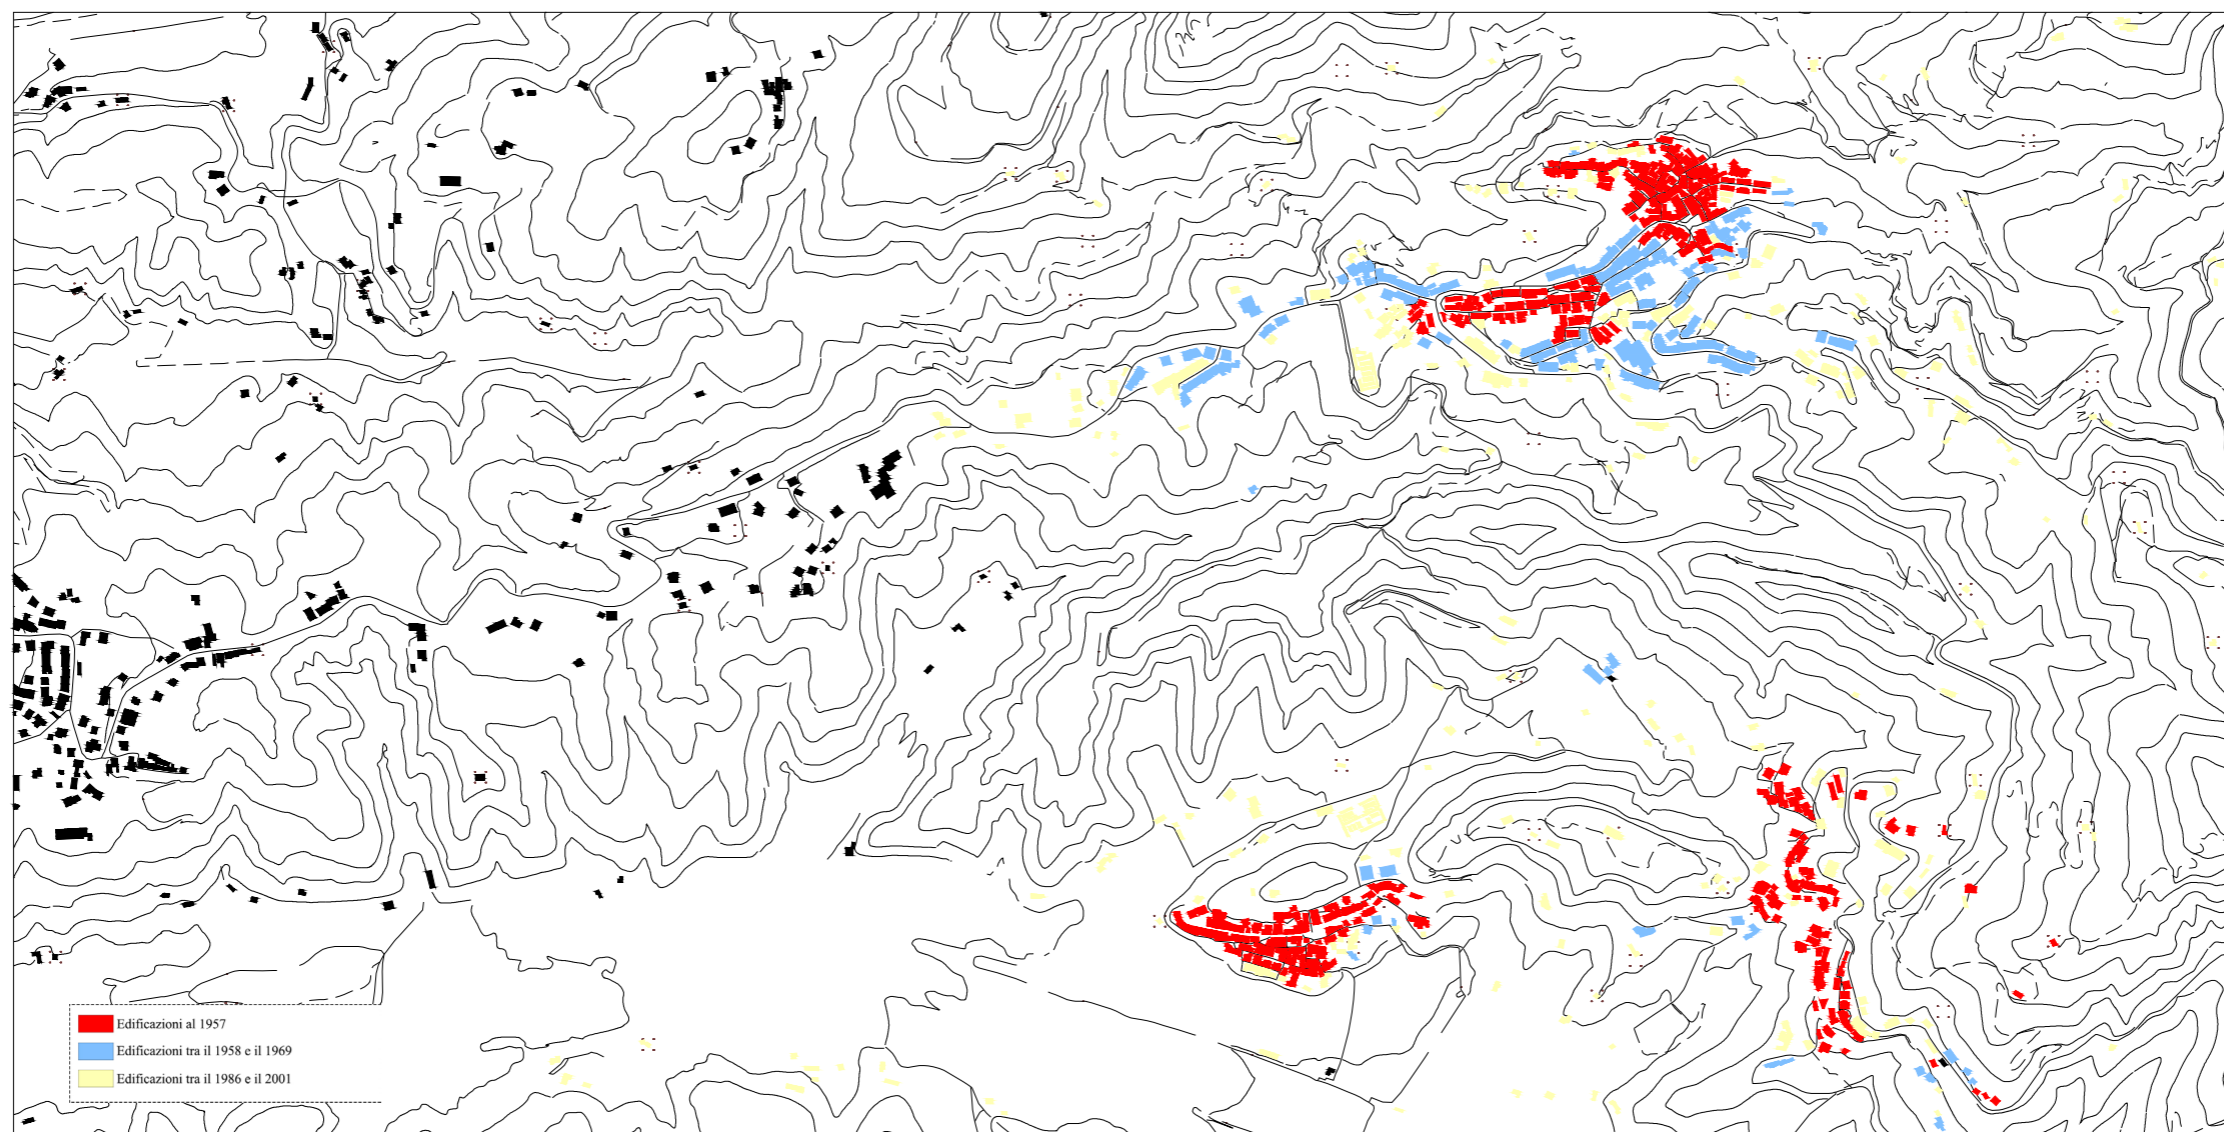 Edificazioni al 1957
Edificazioni tra il 1958 e il 1969
Edificazioni tra il 1986 e il 2001